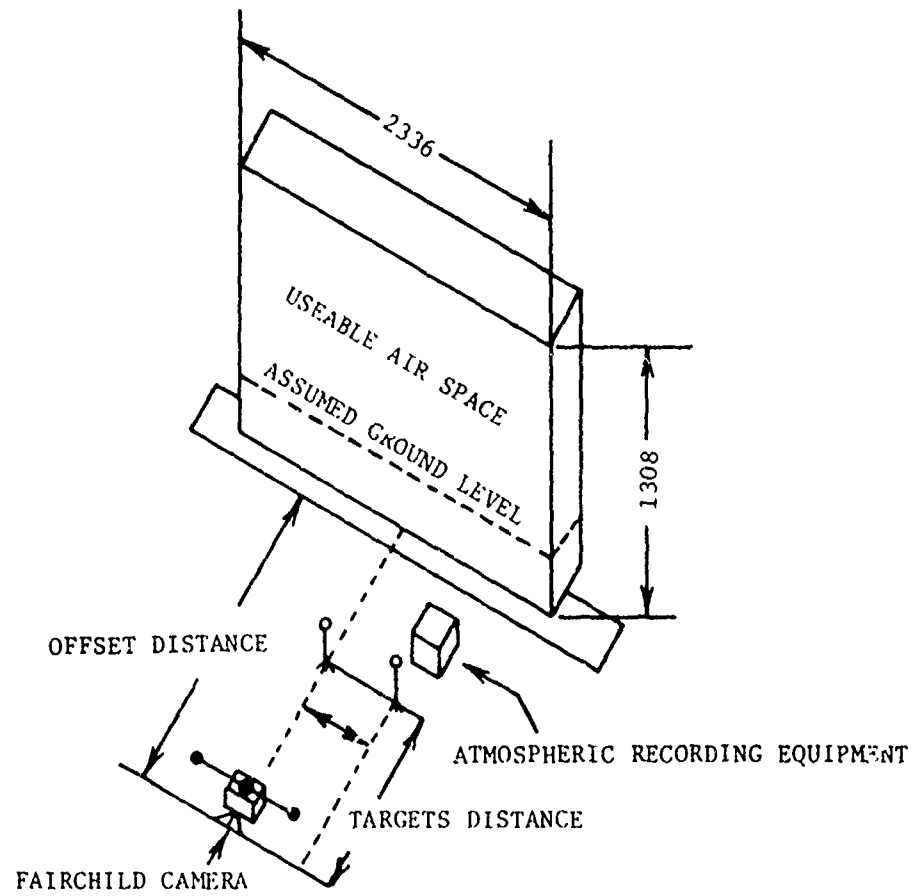 2336
USEABLE AIR SPACE
ASSUMED GROUND LEVEL
1308
OFFSET DISTANCE
ATMOSPHERIC RECORDING EQUIPMENT
TARGETS DISTANCE
FAIRCHILD CAMERA